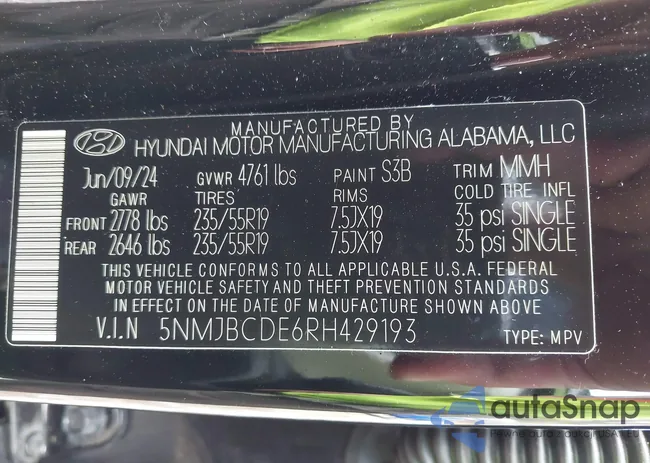 MANUFACTURED BY
HYUNDAI MOTOR MANUFACTURING ALABAMA, LLC
Jun/09/24 GVWR 4761 lbs PAINT S3B TRIM MMH
GAWR TIRES RIMS COLD TIRE INFL
FRONT 2778 lbs 235/55R19 7.5JX19 35 psi SINGLE
REAR 2646 lbs 235/55R19 7.5JX19 35 psi SINGLE
THIS VEHICLE CONFORMS TO ALL APPLICABLE U.S.A. FEDERAL
MOTOR VEHICLE SAFETY AND THEFT PREVENTION STANDARDS
IN EFFECT ON THE DATE OF MANUFACTURE SHOWN ABOVE
V.I.N 5NMJBCDE6RH429193 TYPE: MPV
autaSnap